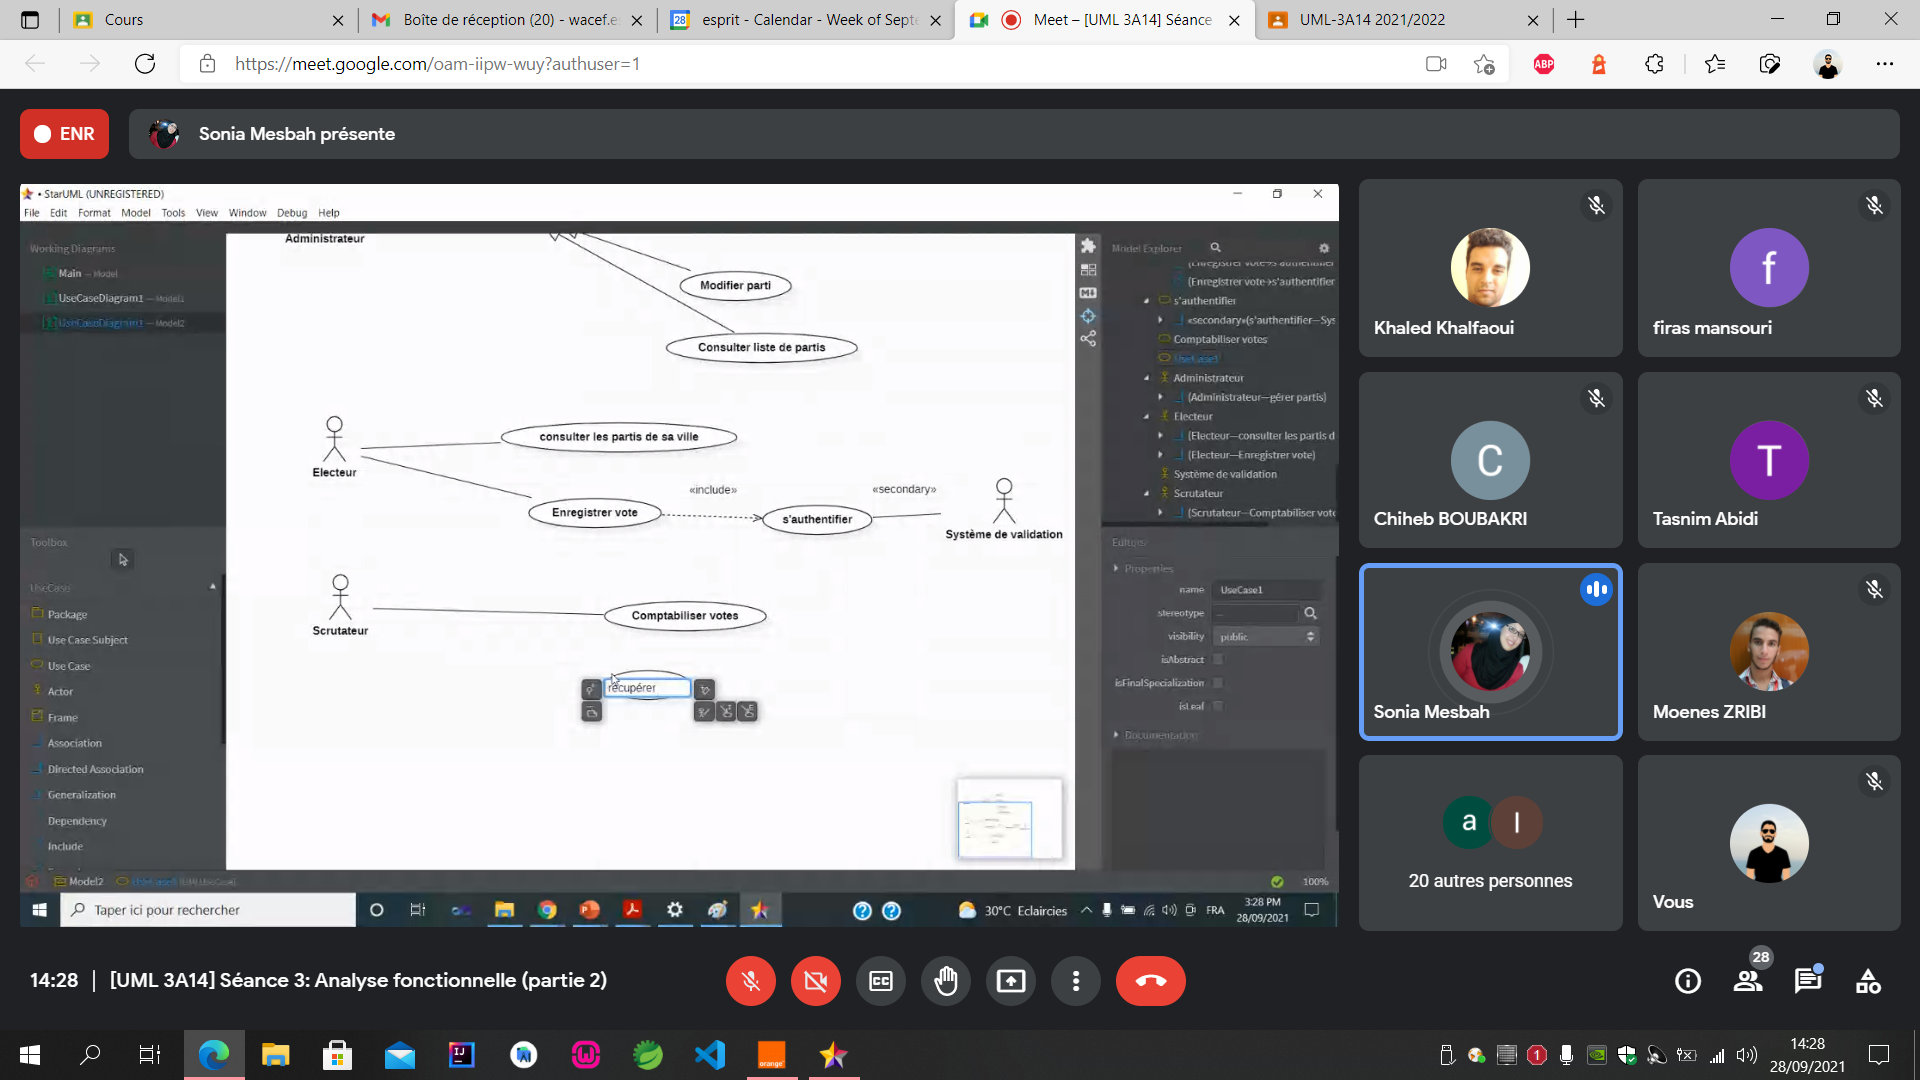 Cours
Boîte de réception (20) - wacef.es
esprit - Calendar - Week of Septe
Meet – [UML 3A14] Séance
UML-3A14 2021/2022
https://meet.google.com/oam-iipw-wuy?authuser=1
ABP
ENR
Sonia Mesbah présente
• StarUML (UNREGISTERED)
File Edit Format Model Tools View Window Debug Help
Working Diagrams
Main — Model
UseCaseDiagram1 — Model1
UseCaseDiagram1 — Model2
Toolbox
UseCase
Package
Use Case Subject
Use Case
Actor
Frame
Association
Directed Association
Generalization
Dependency
Include
Administrateur
Modifier parti
Consulter liste de partis
Electeur
consulter les partis de sa ville
Enregistrer vote
«include»
s'authentifier
«secondary»
Système de validation
Scrutateur
Comptabiliser votes
récupérer
Model Explorer
(Enregistrer vote→s'authentifier
(Enregistrer vote→s'authentifier
s'authentifier
«secondary»(s'authentifier—Sys
Comptabiliser votes
UseCase1
Administrateur
(Administrateur—gérer partis)
Electeur
(Electeur—consulter les partis d
(Electeur—Enregistrer vote)
Système de validation
Scrutateur
(Scrutateur—Comptabiliser vote
Editors
Properties
name UseCase1
stereotype
visibility public
isAbstract
isFinalSpecialization
isLeaf
Documentation
Model2
100%
Taper ici pour rechercher
30°C Eclaircies
FRA
3:28 PM
28/09/2021
Khaled Khalfaoui
f
firas mansouri
C
Chiheb BOUBAKRI
T
Tasnim Abidi
Sonia Mesbah
Moenes ZRIBI
a
I
20 autres personnes
Vous
14:28 | [UML 3A14] Séance 3: Analyse fonctionnelle (partie 2)
28
14:28
28/09/2021